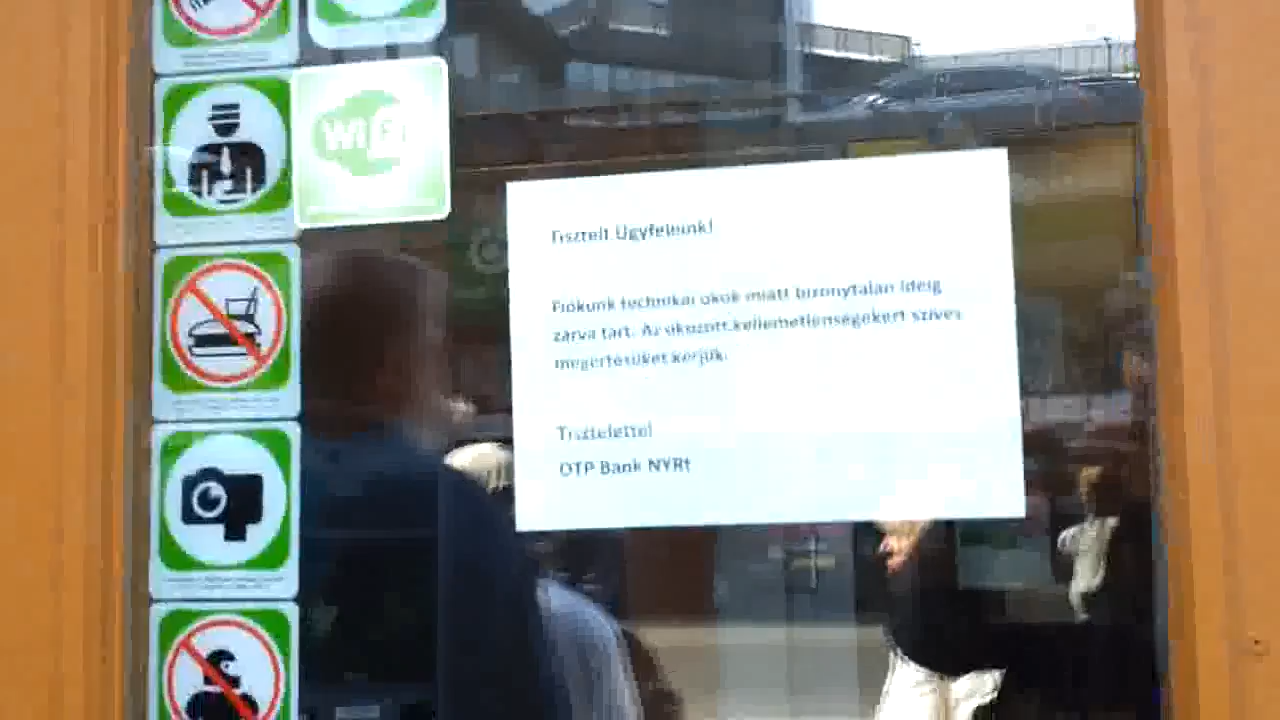 WiFi
Tisztelt Ügyfeleink!
Fiókunk technikai okok miatt bizonytalan ideig
zárva tart. Az okozott kellemetlenségekért szíves
megértésüket kérjük.
Tisztelettel
OTP Bank NYRt